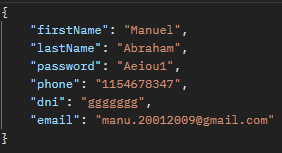 {
"firstName": "Manuel",
"lastName": "Abraham",
"password": "Aeiou1",
"phone": "1154678347",
"dni": "ggggggg",
"email": "manu.20012009@gmail.com"
}